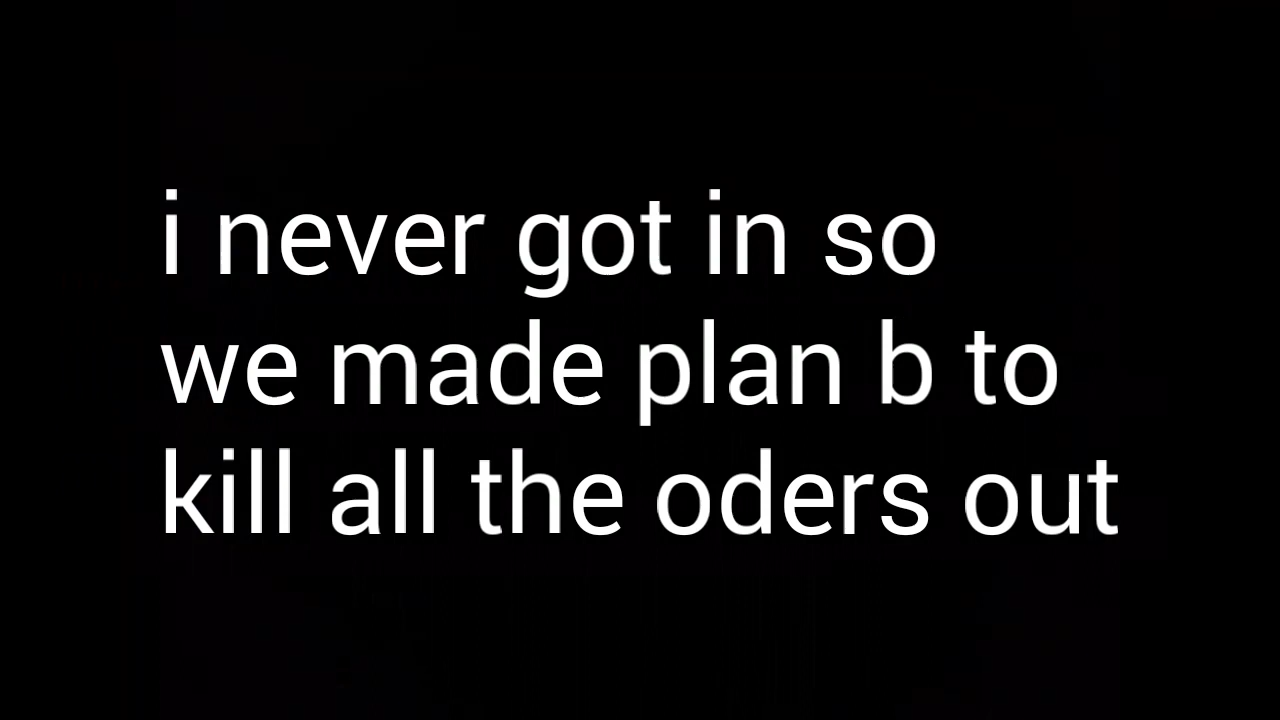 i never got in so
we made plan b to
kill all the oders out